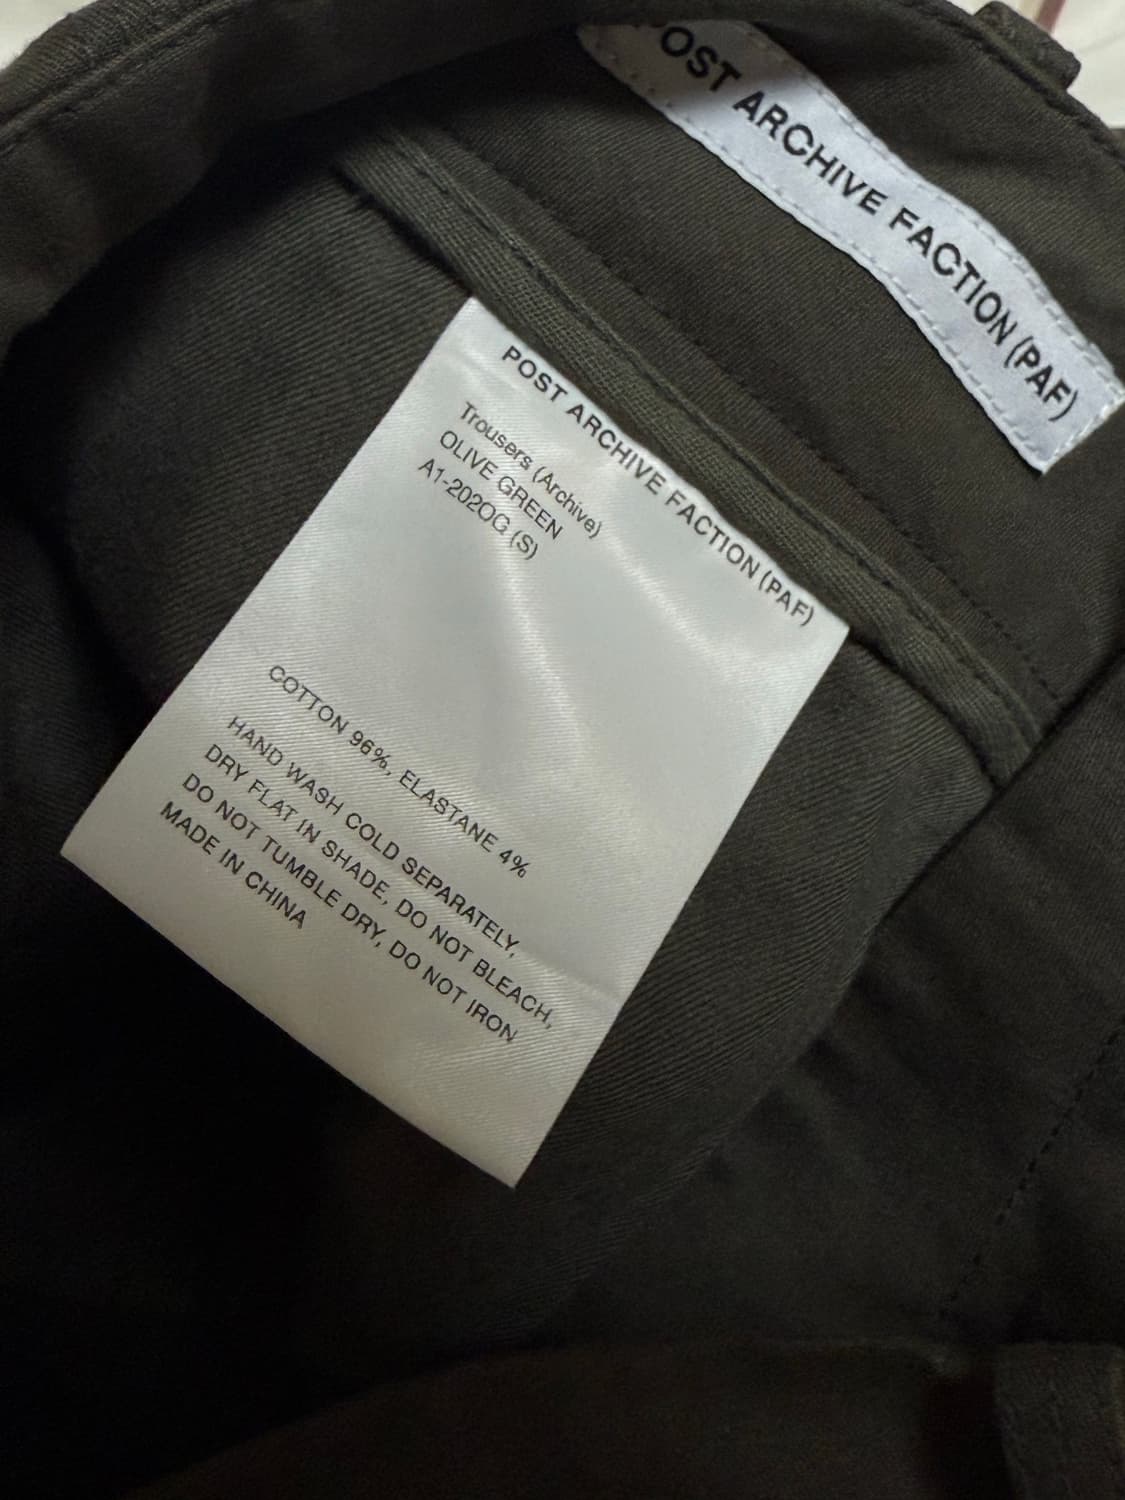 POST ARCHIVE FACTION (PAF)
POST ARCHIVE FACTION (PAF)
Trousers (Archive)
OLIVE GREEN
A1-202OG (S)
COTTON 96%, ELASTANE 4%
HAND WASH COLD SEPARATELY,
DRY FLAT IN SHADE, DO NOT BLEACH,
DO NOT TUMBLE DRY, DO NOT IRON
MADE IN CHINA